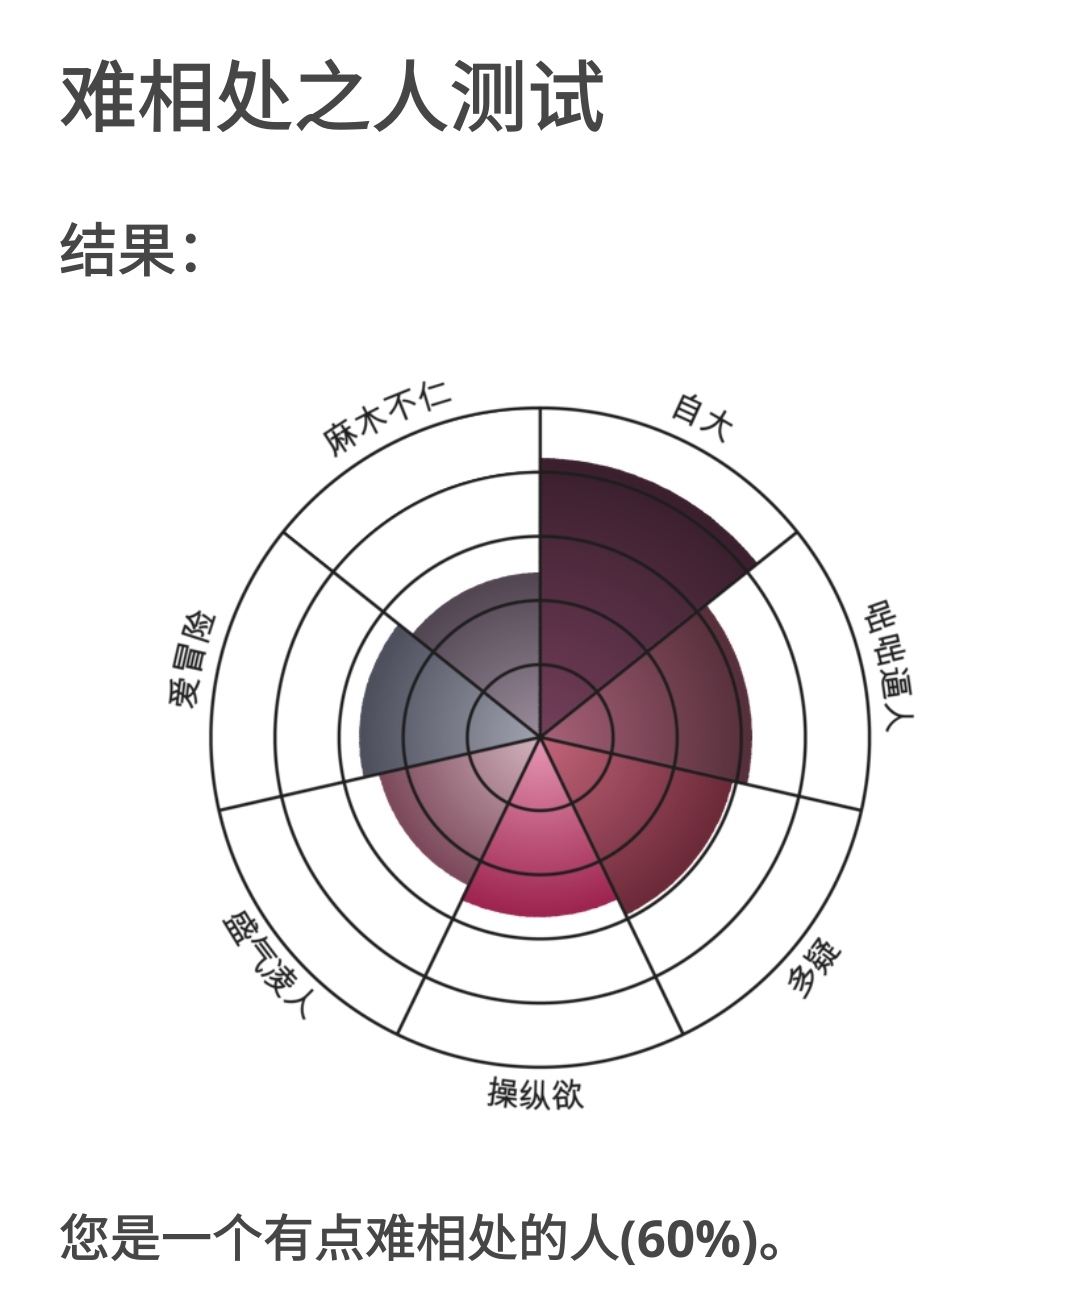 难相处之人测试
结果：
麻木不仁
自大
爱冒险
咄咄逼人
盛气凌人
多疑
操纵欲
您是一个有点难相处的人(60%)。